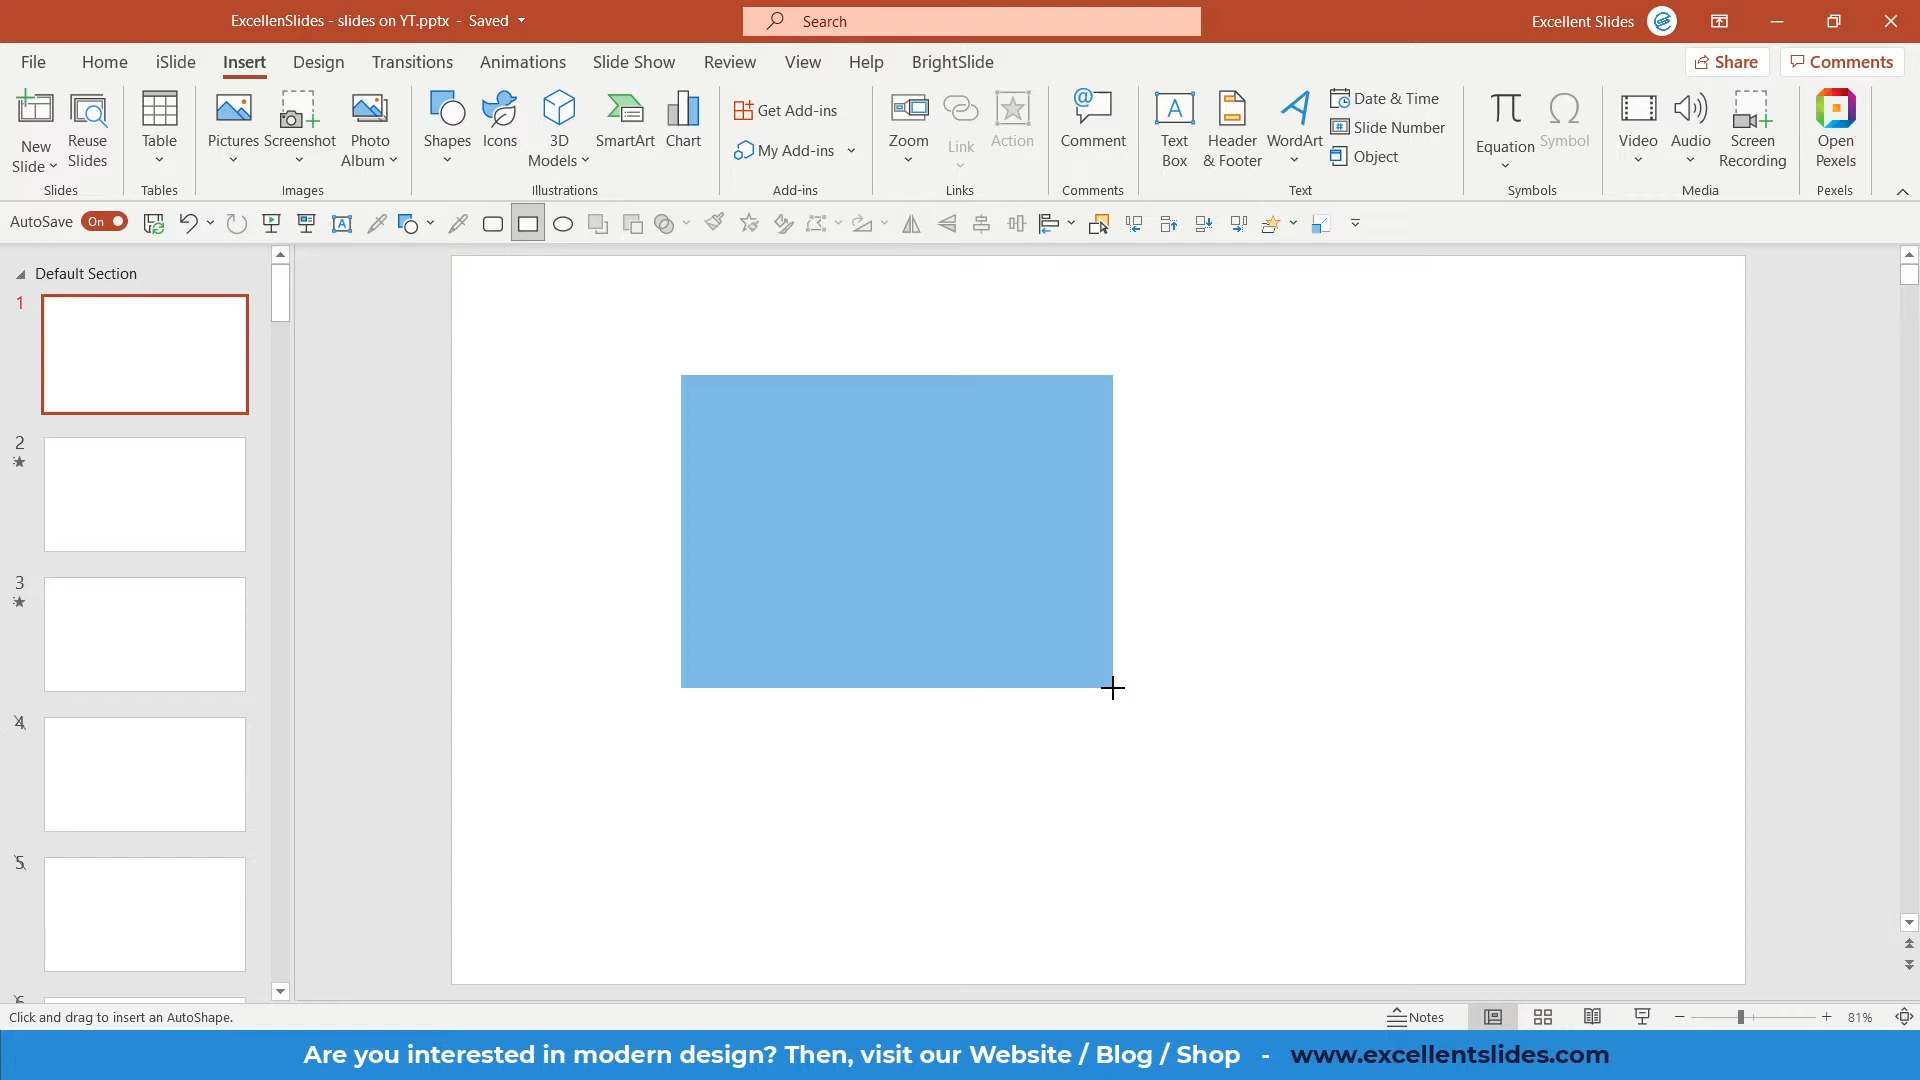 ExcellenSlides - slides on YT.pptx - Saved
Search
Excellent Slides
File Home iSlide Insert Design Transitions Animations Slide Show Review View Help BrightSlide
Share
Comments
New Slide
Reuse Slides
Slides
Table
Tables
Pictures
Screenshot
Photo Album
Images
Shapes
Icons
3D Models
SmartArt
Chart
Illustrations
Get Add-ins
My Add-ins
Add-ins
Zoom
Link
Action
Links
Comment
Comments
Text Box
Header & Footer
WordArt
Date & Time
Slide Number
Object
Text
Equation
Symbol
Symbols
Video
Audio
Screen Recording
Media
Open Pexels
Pexels
AutoSave On
Default Section
1
2
3
4
5
6
Click and drag to insert an AutoShape.
Notes
81%
Are you interested in modern design? Then, visit our Website / Blog / Shop - www.excellentslides.com